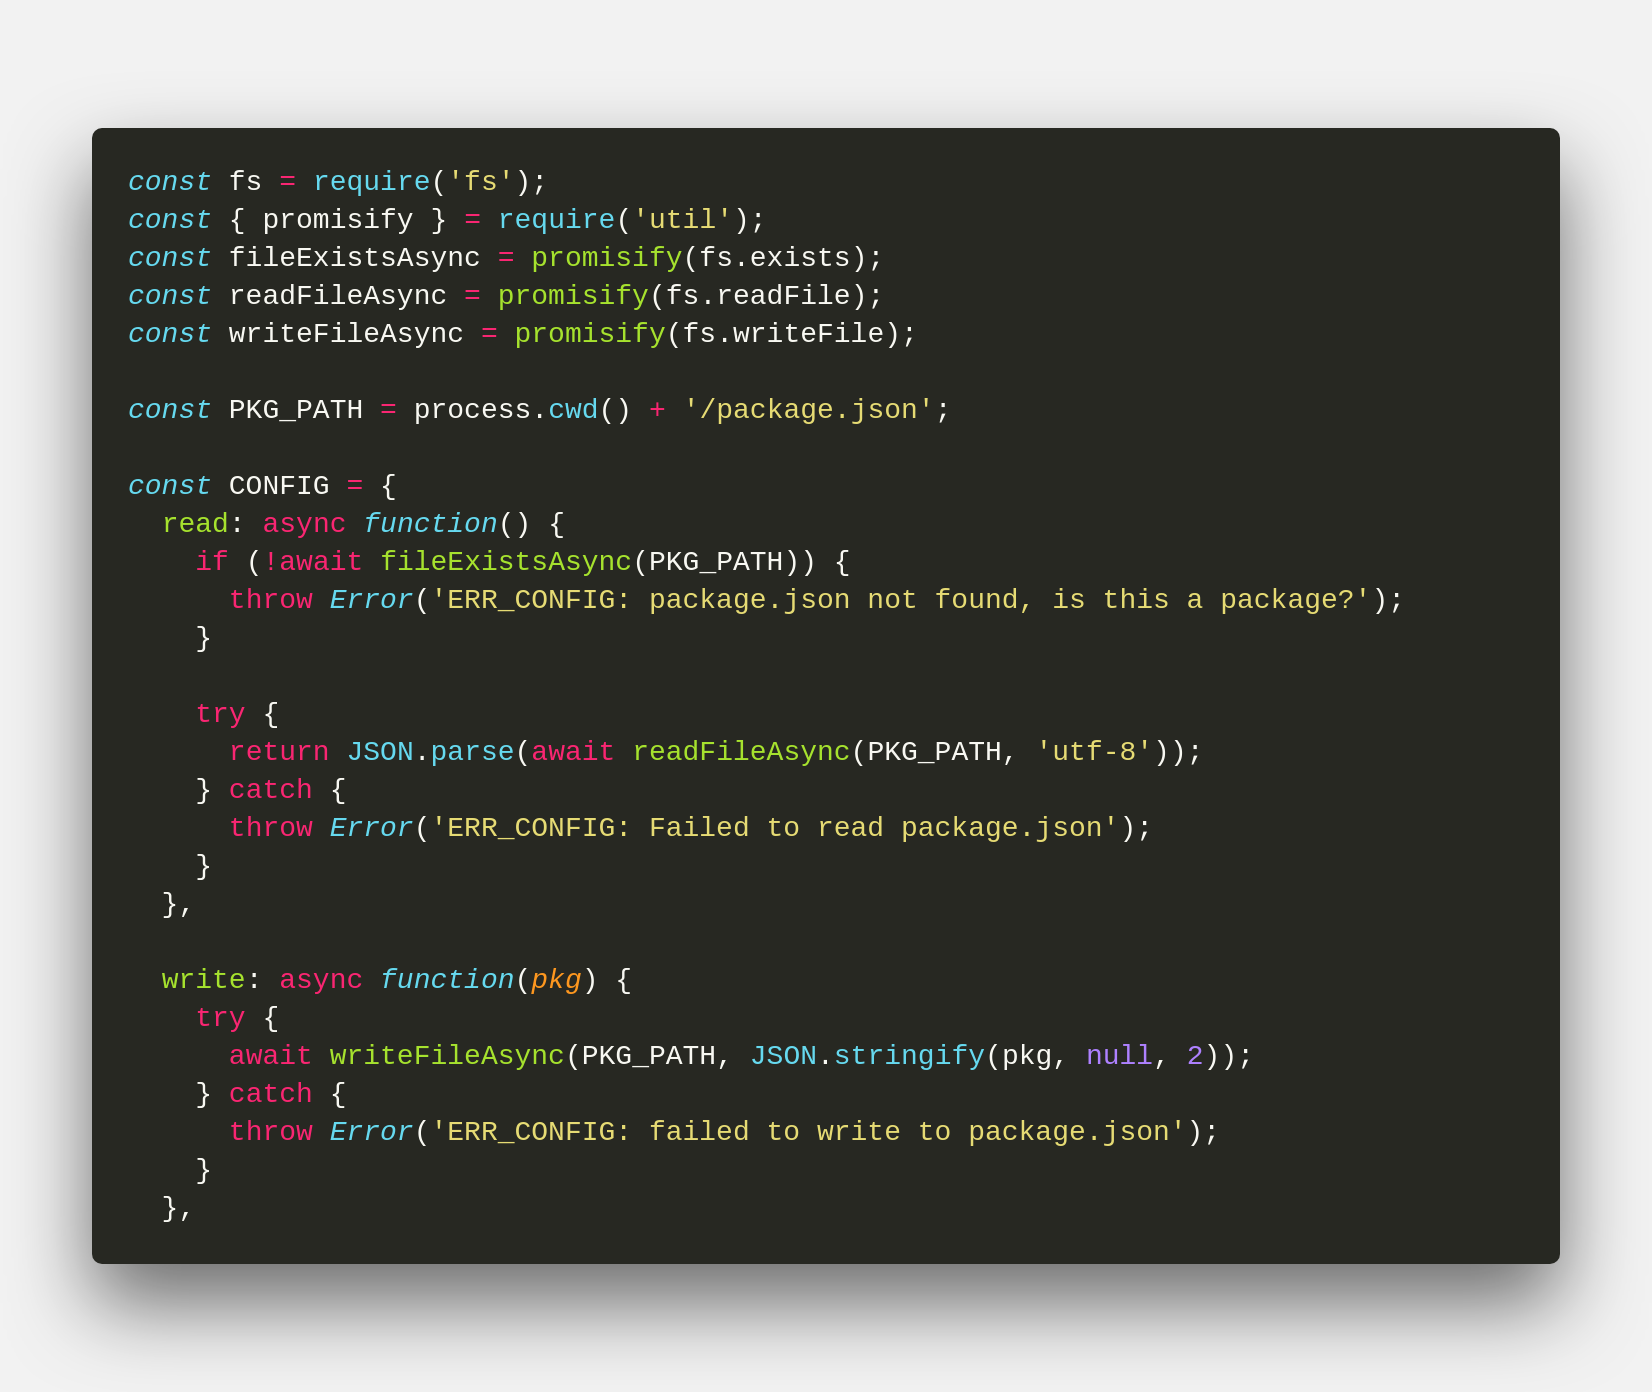 const fs = require('fs');
const { promisify } = require('util');
const fileExistsAsync = promisify(fs.exists);
const readFileAsync = promisify(fs.readFile);
const writeFileAsync = promisify(fs.writeFile);

const PKG_PATH = process.cwd() + '/package.json';

const CONFIG = {
  read: async function() {
    if (!await fileExistsAsync(PKG_PATH)) {
      throw Error('ERR_CONFIG: package.json not found, is this a package?');
    }

    try {
      return JSON.parse(await readFileAsync(PKG_PATH, 'utf-8'));
    } catch {
      throw Error('ERR_CONFIG: Failed to read package.json');
    }
  },

  write: async function(pkg) {
    try {
      await writeFileAsync(PKG_PATH, JSON.stringify(pkg, null, 2));
    } catch {
      throw Error('ERR_CONFIG: failed to write to package.json');
    }
  },